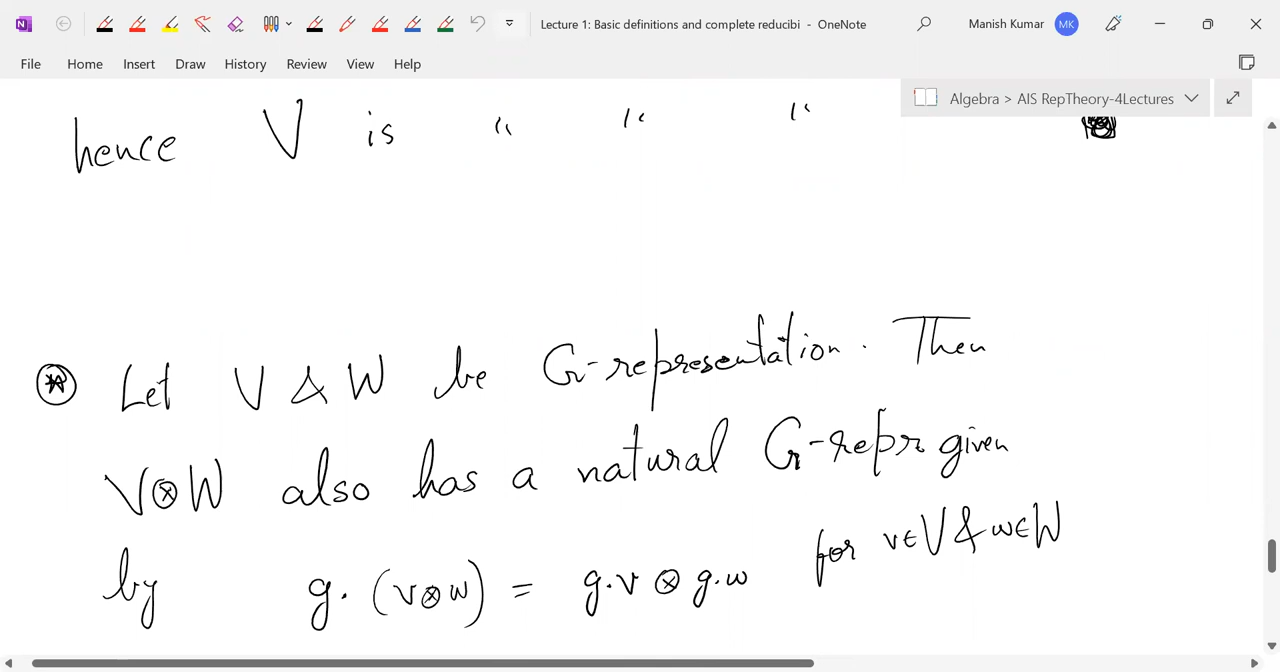 Lecture 1: Basic definitions and complete reducibi - OneNote
Manish Kumar
MK
File Home Insert Draw History Review View Help
Algebra > AIS RepTheory-4Lectures
hence V is " " "
⊛ Let V & W be G-representation. Then
V⊗W also has a natural G-repr given
by g. (v⊗w) = g.v ⊗ g.w for v∈V & w∈W